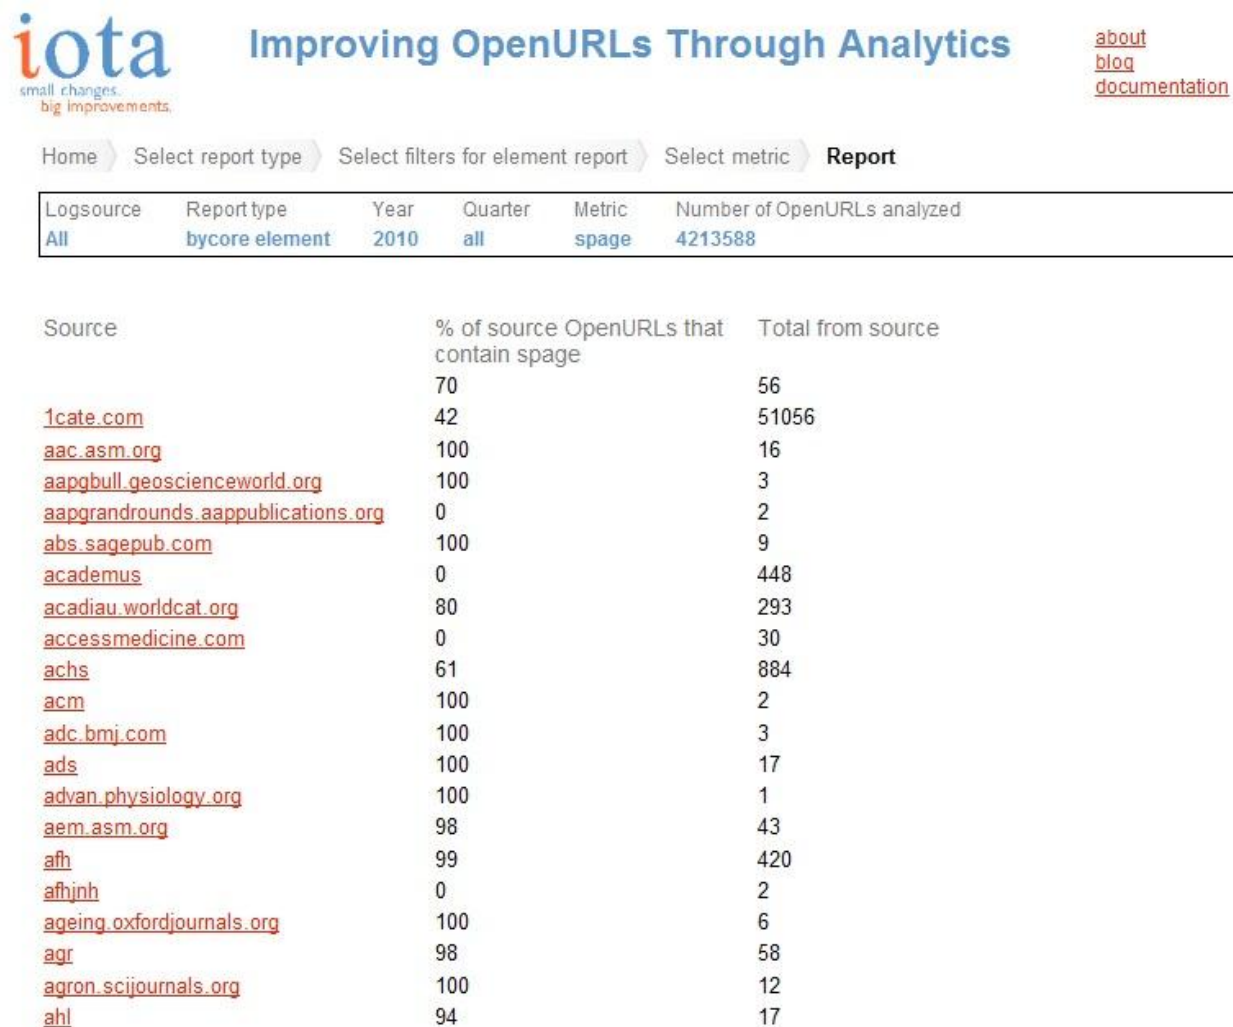 iota
small changes.
big improvements.
Improving OpenURLs Through Analytics
about
blog
documentation
Home Select report type Select filters for element report Select metric Report
Logsource Report type Year Quarter Metric Number of OpenURLs analyzed
All bycore element 2010 all spage 4213588
Source % of source OpenURLs that contain spage Total from source
70 56
1cate.com 42 51056
aac.asm.org 100 16
aapgbull.geoscienceworld.org 100 3
aapgrandrounds.aappublications.org 0 2
abs.sagepub.com 100 9
academus 0 448
acadiau.worldcat.org 80 293
accessmedicine.com 0 30
achs 61 884
acm 100 2
adc.bmj.com 100 3
ads 100 17
advan.physiology.org 100 1
aem.asm.org 98 43
afh 99 420
afhjnh 0 2
ageing.oxfordjournals.org 100 6
agr 98 58
agron.scijournals.org 100 12
ahl 94 17